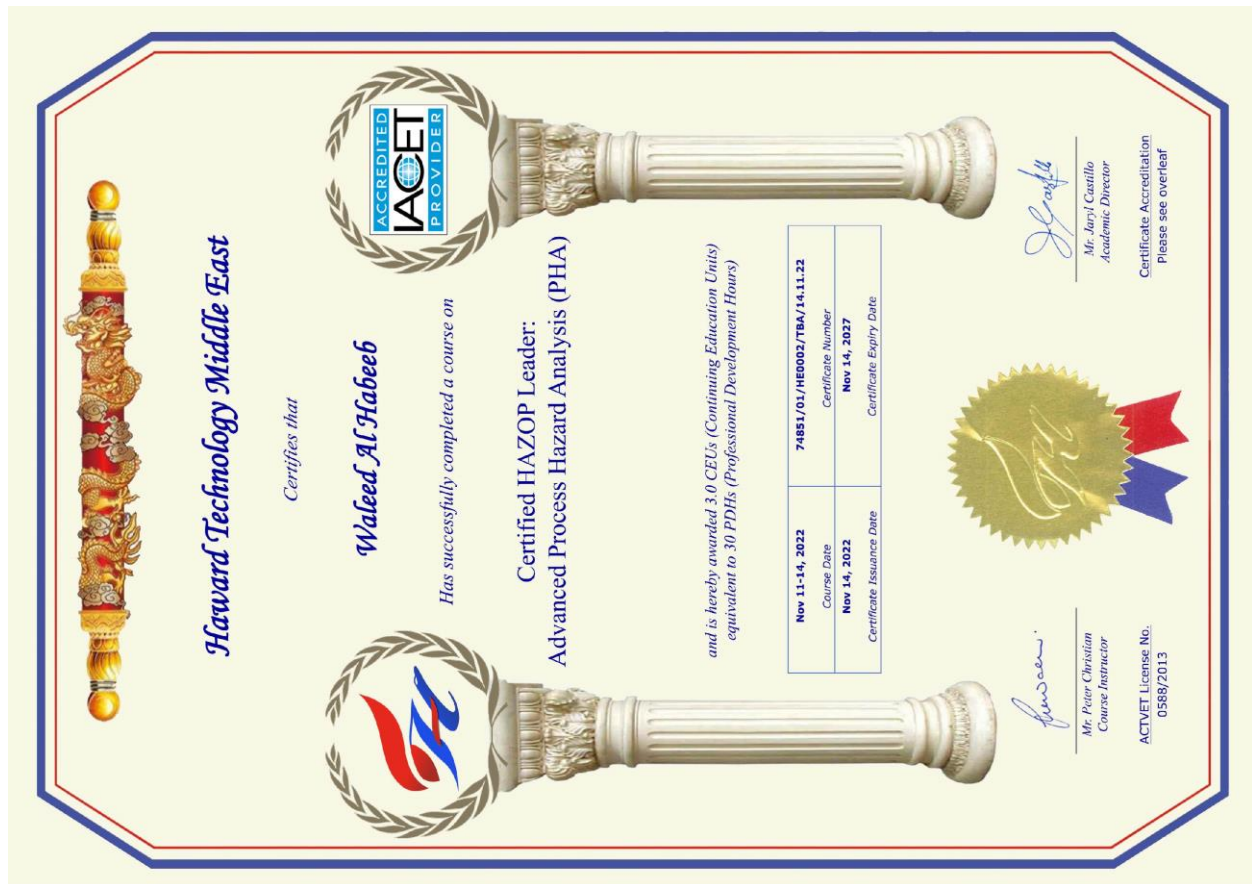 Haward Technology Middle East
Certifies that
Waleed Al Habeeb
Has successfully completed a course on
Certified HAZOP Leader:
Advanced Process Hazard Analysis (PHA)
and is hereby awarded 3.0 CEUs (Continuing Education Units)
equivalent to 30 PDHs (Professional Development Hours)
Nov 11-14, 2022 74851/01/HE0002/TBA/14.11.22
Course Date Certificate Number
Nov 14, 2022 Nov 14, 2027
Certificate Issuance Date Certificate Expiry Date
Mr. Peter Christian
Course Instructor
ACTVET License No.
0588/2013
Mr. Jaryl Castillo
Academic Director
Certificate Accreditation
Please see overleaf
ACCREDITED
IACET
PROVIDER